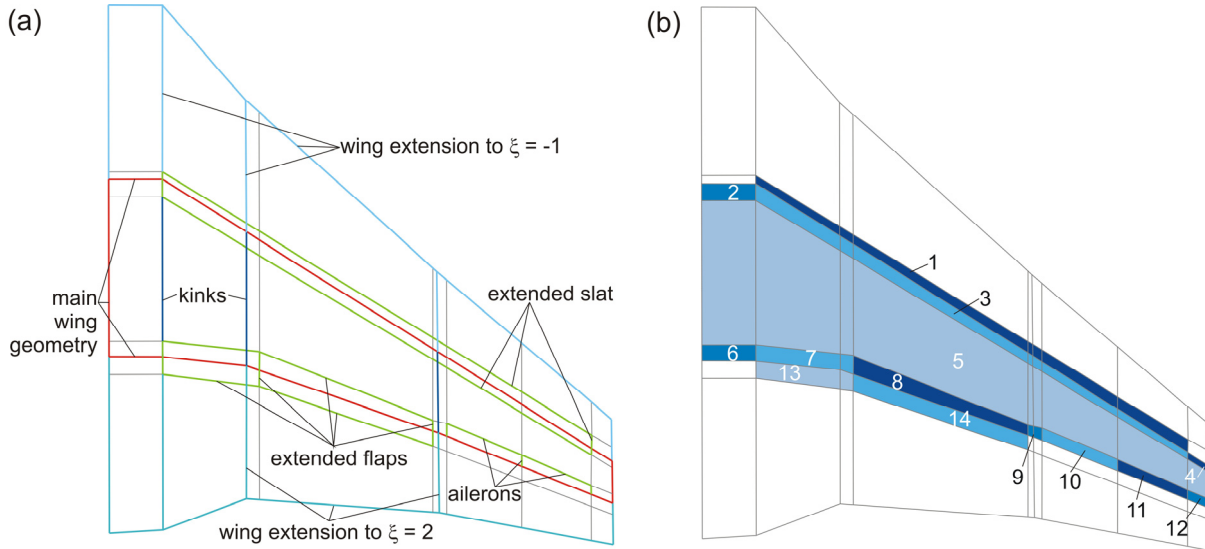 (a)
wing extension to ξ = -1
main
wing
geometry
kinks
extended slat
extended flaps
ailerons
wing extension to ξ = 2
(b)
2
1
3
5
6
7
13
8
14
4
9
10
11
12